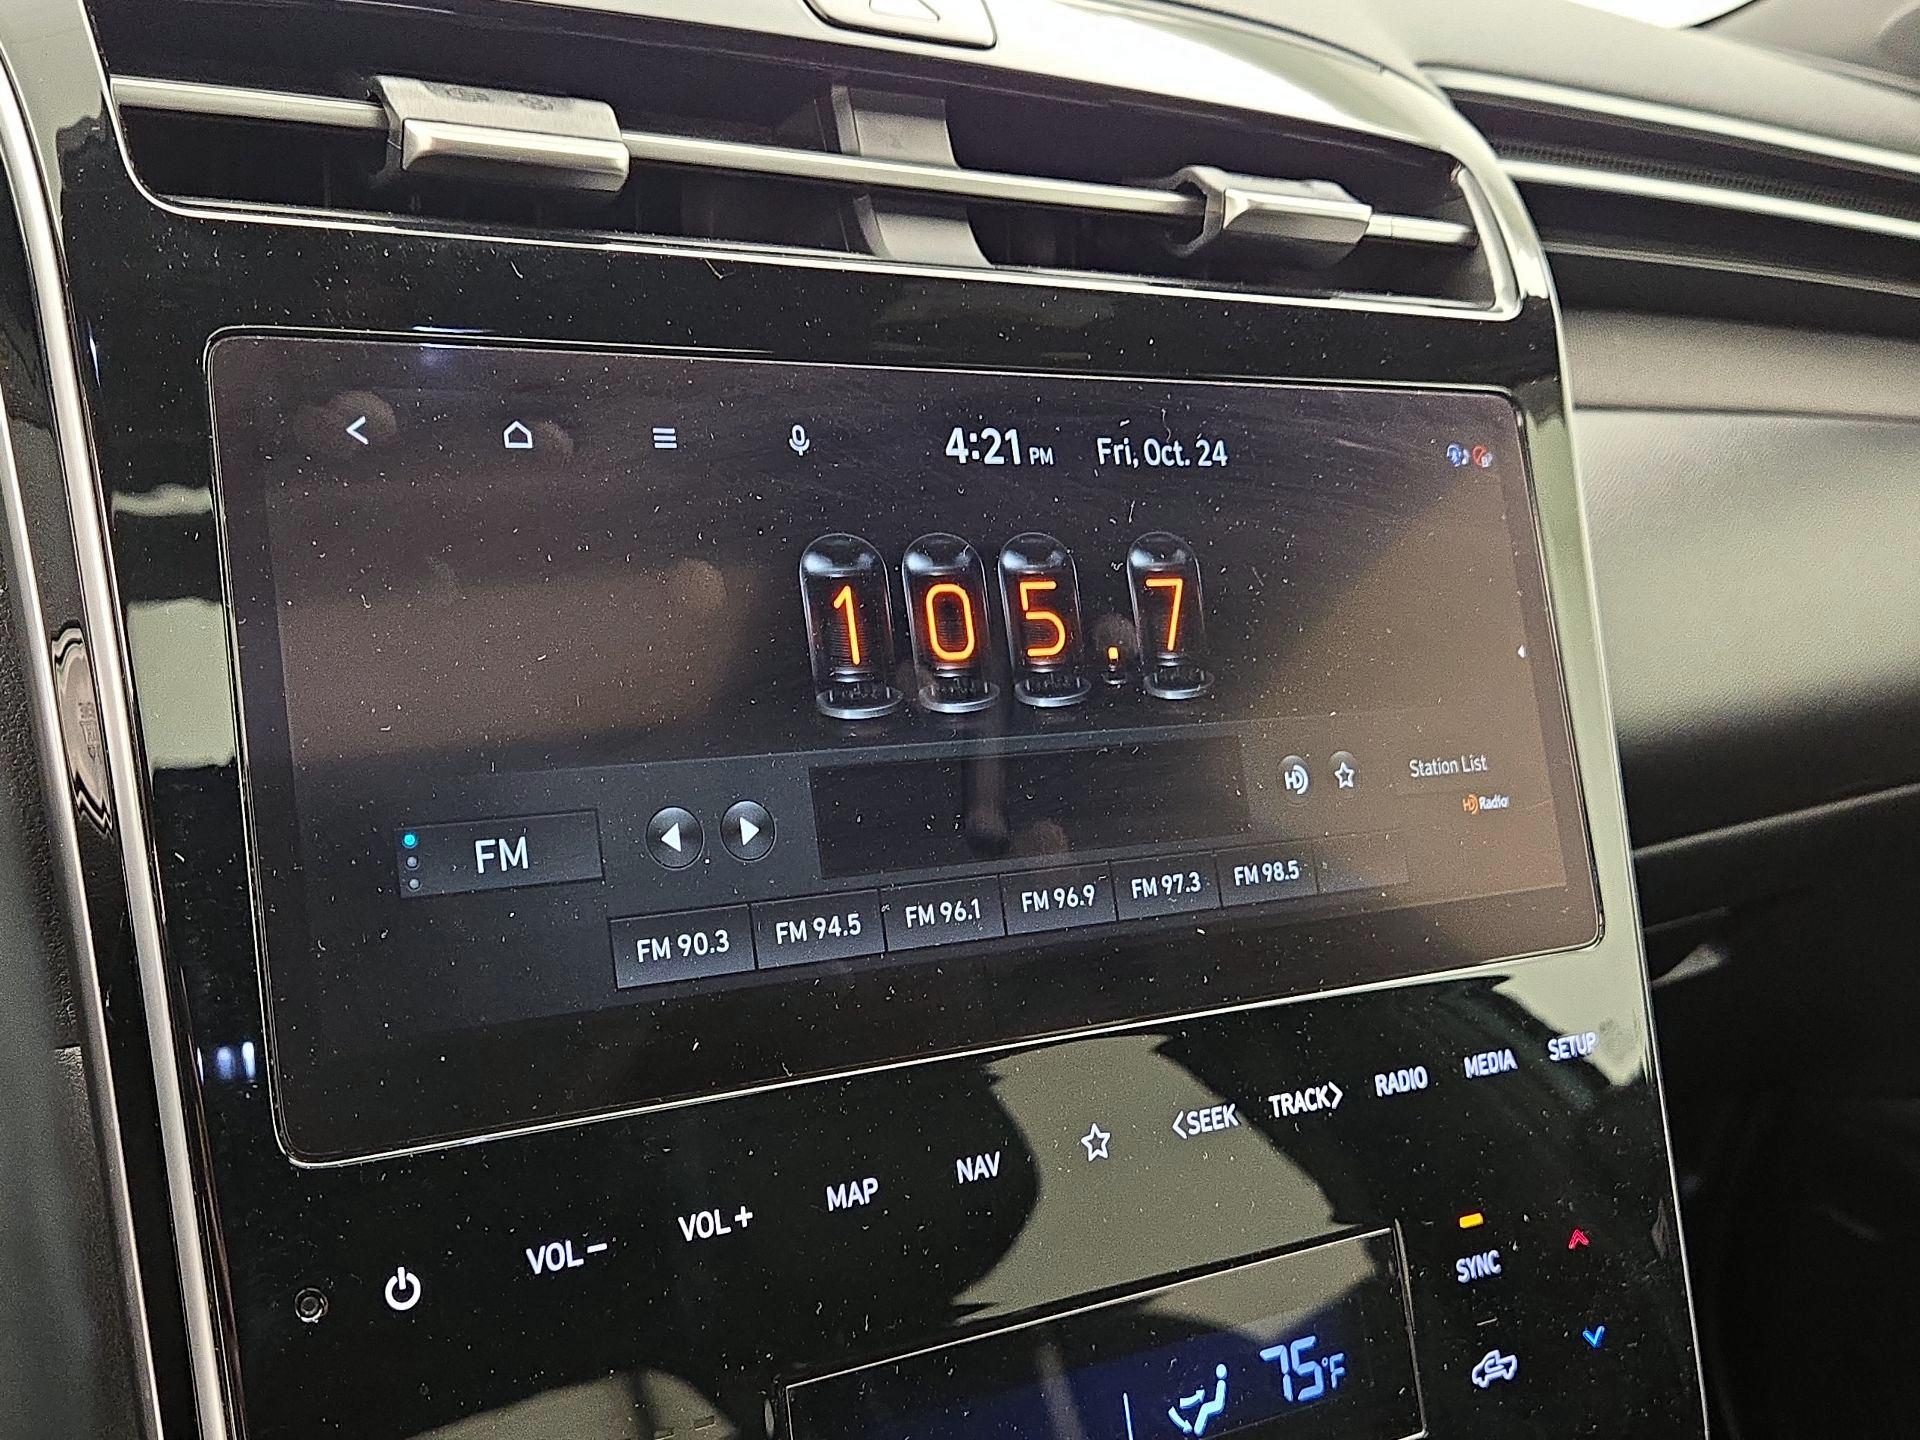 4:21 PM Fri, Oct. 24
105.7
HD Station List
HD Radio
FM
FM 90.3 FM 94.5 FM 96.1 FM 96.9 FM 97.3 FM 98.5
VOL− VOL+ MAP NAV <SEEK TRACK> RADIO MEDIA SETUP
SYNC
75°F